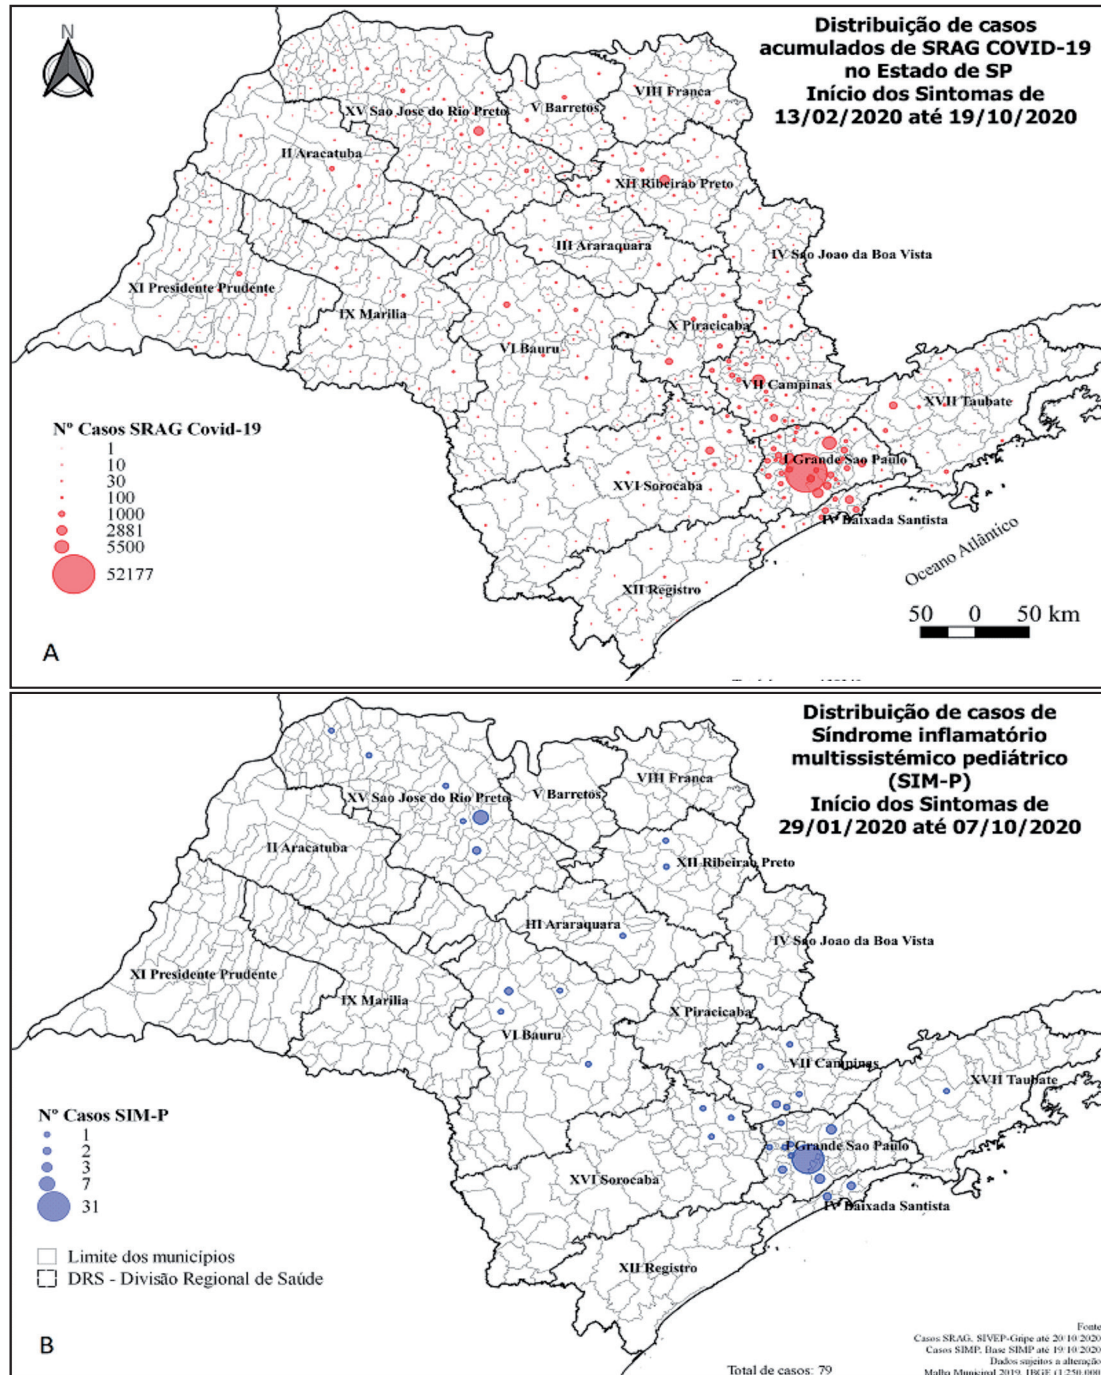 N
Distribuição de casos
acumulados de SRAG COVID-19
no Estado de SP
Início dos Sintomas de
13/02/2020 até 19/10/2020
VIII Franca
V Barretos
XV Sao Jose do Rio Preto
II Aracatuba
XII Ribeirao Preto
III Araraquara
IV Sao Joao da Boa Vista
XI Presidente Prudente
IX Marilia
X Piracicaba
VI Bauru
VII Campinas
XVII Taubate
I Grande Sao Paulo
XVI Sorocaba
IV Baixada Santista
XII Registro
Oceano Atlântico
Nº Casos SRAG Covid-19
1
10
30
100
1000
2881
5500
52177
50 0 50 km
A
Distribuição de casos de
Síndrome inflamatório
multissistémico pediátrico
(SIM-P)
Início dos Sintomas de
29/01/2020 até 07/10/2020
VIII Franca
V Barretos
XV Sao Jose do Rio Preto
II Aracatuba
XII Ribeirao Preto
III Araraquara
IV Sao Joao da Boa Vista
XI Presidente Prudente
IX Marilia
X Piracicaba
VI Bauru
VII Campinas
XVII Taubate
I Grande Sao Paulo
XVI Sorocaba
IV Baixada Santista
XII Registro
Nº Casos SIM-P
1
2
3
7
31
Limite dos municípios
DRS - Divisão Regional de Saúde
B
Total de casos: 79
Fonte
Casos SRAG, SIVEP-Gripe até 20/10/2020
Casos SIMP, Base SIMP até 19/10/2020
Dados sujeitos a alteração
Malha Municipal 2019, IBGE (1:250.000